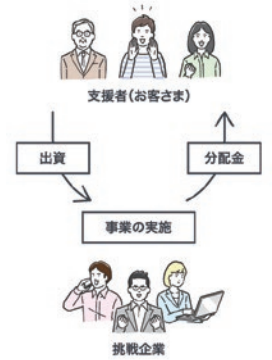 支援者(お客さま)
出資
分配金
事業の実施
挑戦企業